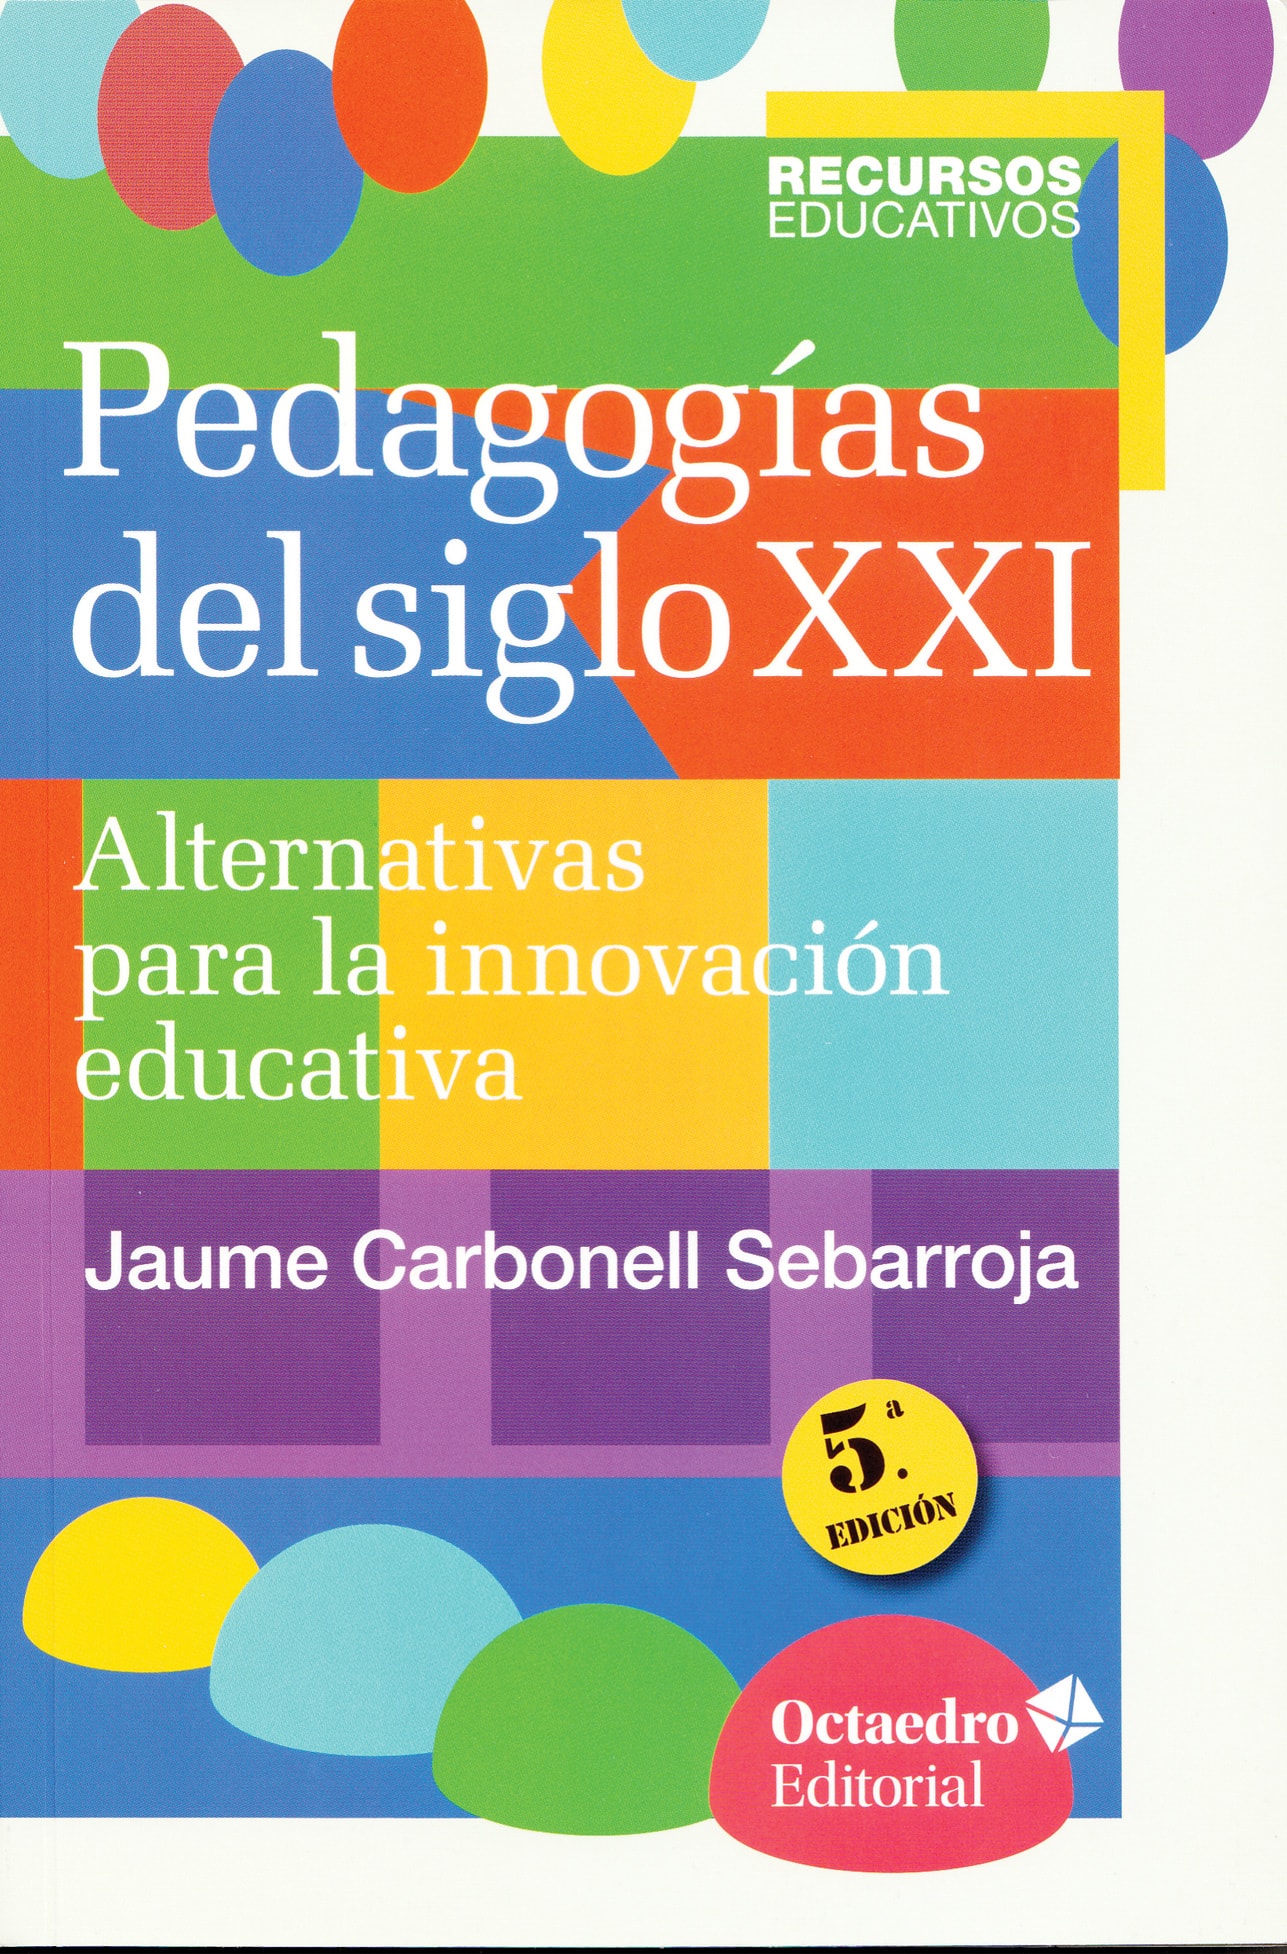 RECURSOS
EDUCATIVOS
Pedagogías
del siglo XXI
Alternativas
para la innovación
educativa
Jaume Carbonell Sebarroja
5.ª
EDICIÓN
Octaedro
Editorial